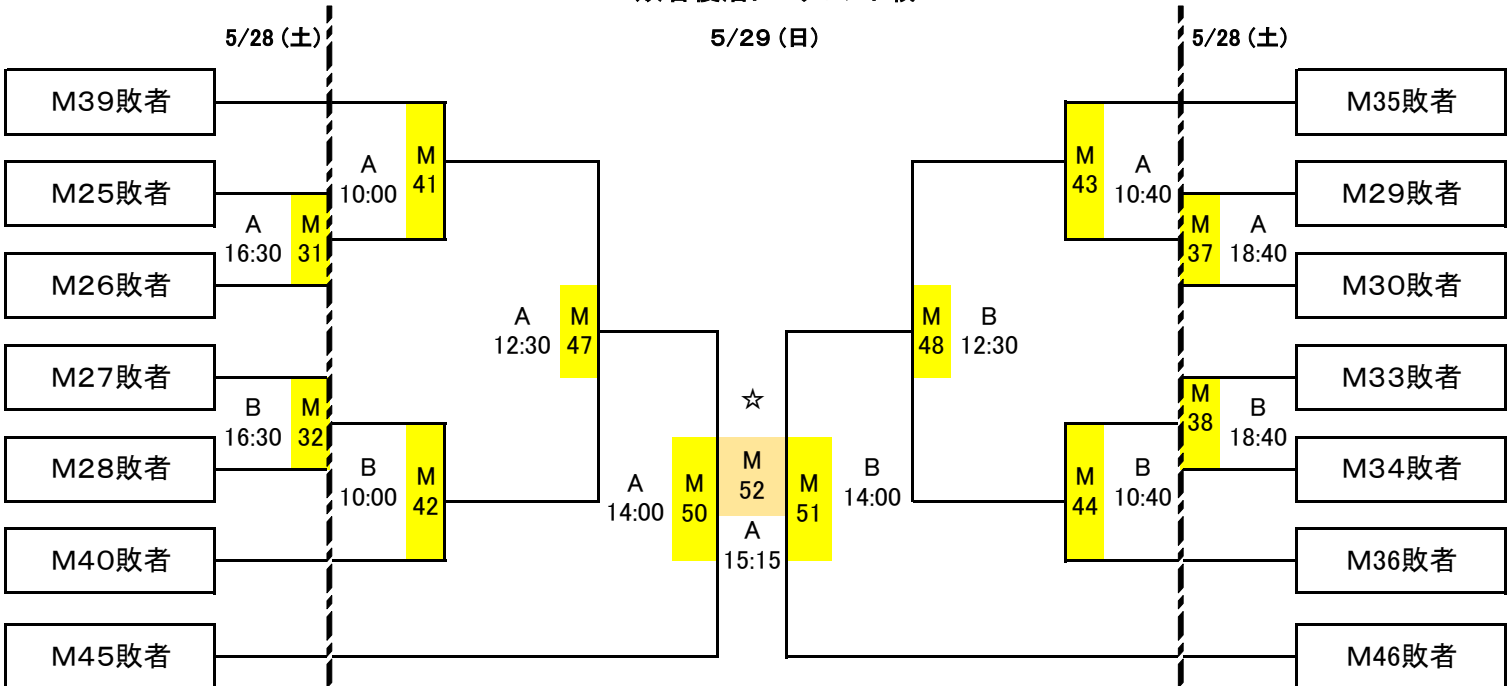 5/28 (土)
5/29 (日)
5/28 (土)
M39敗者
M35敗者
A
10:00
M
41
M
43
A
10:40
M25敗者
M29敗者
A
16:30
M
31
M
37
A
18:40
M26敗者
M30敗者
A
12:30
M
47
M
48
B
12:30
M27敗者
M33敗者
B
16:30
M
32
☆
M
38
B
18:40
M28敗者
M34敗者
B
10:00
M
42
A
14:00
M
50
M
52
A
15:15
M
51
B
14:00
M
44
B
10:40
M40敗者
M36敗者
M45敗者
M46敗者